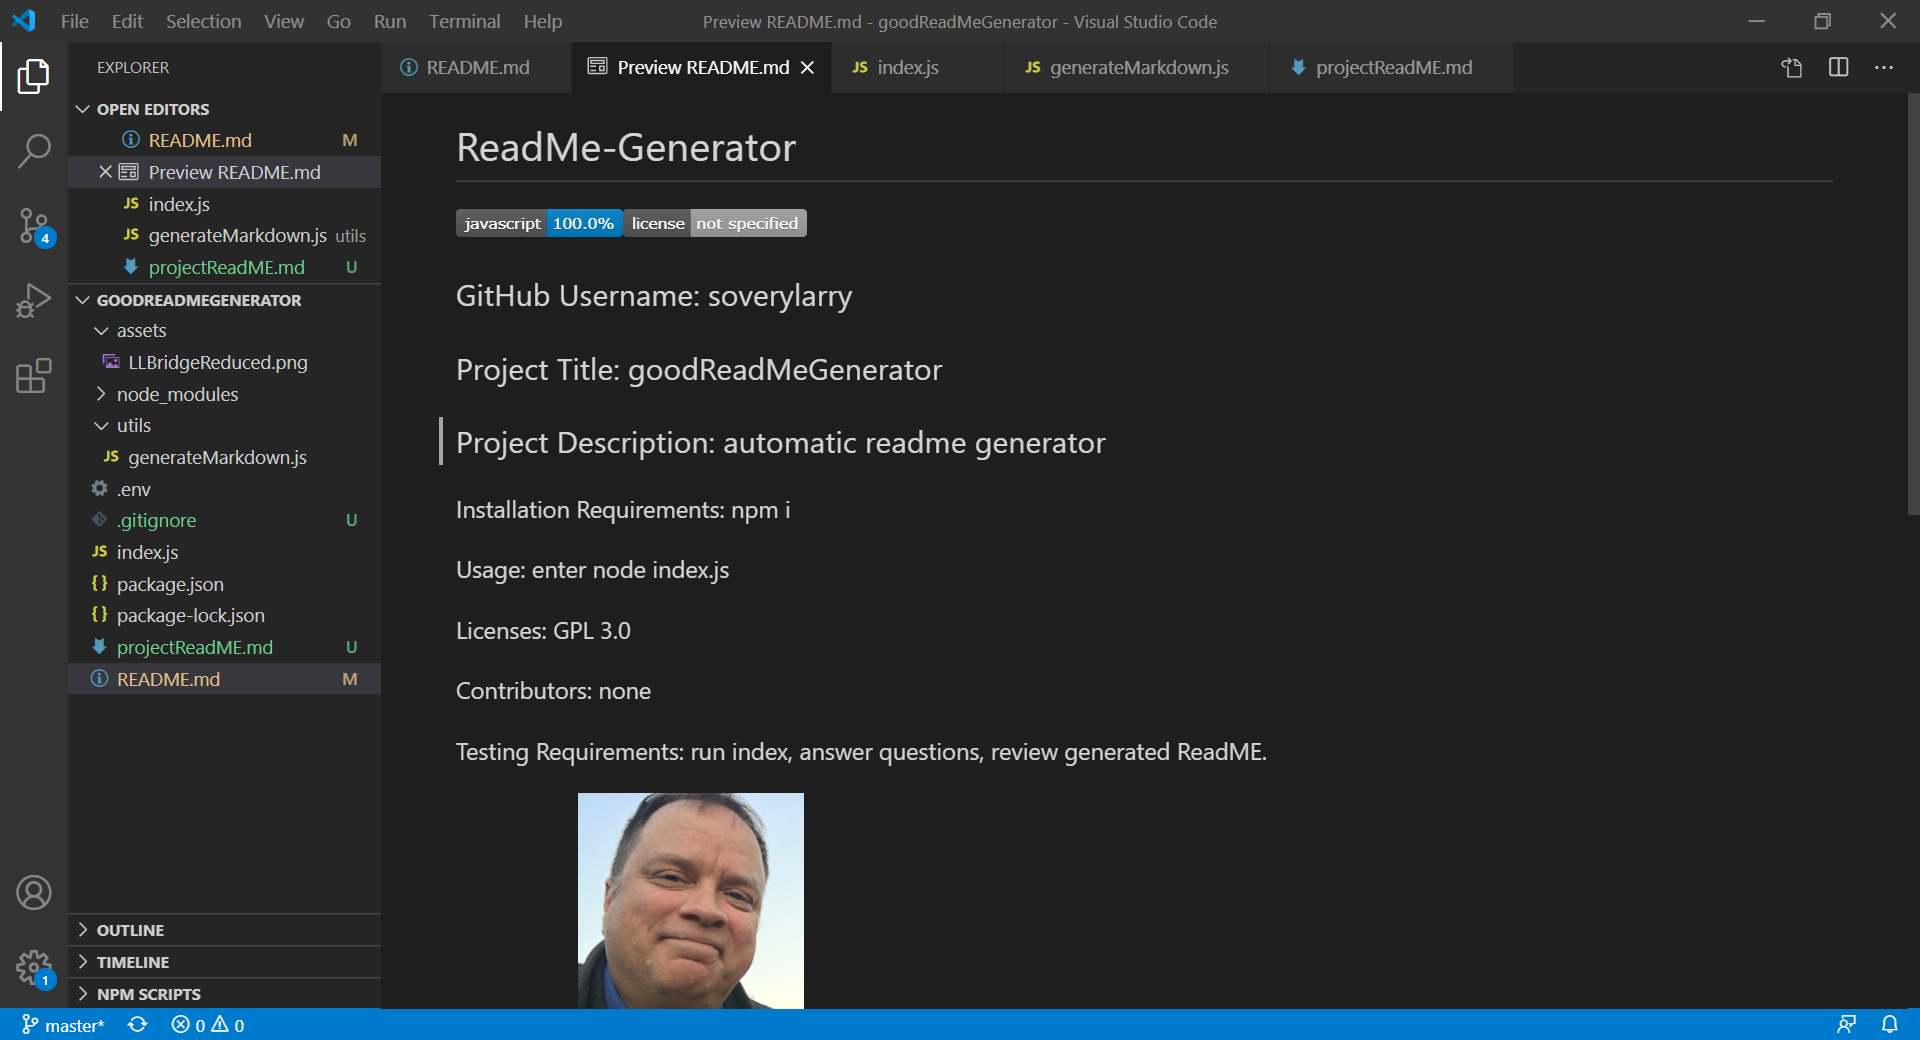 File Edit Selection View Go Run Terminal Help
Preview README.md - goodReadMeGenerator - Visual Studio Code
EXPLORER
OPEN EDITORS
README.md M
Preview README.md
JS index.js
JS generateMarkdown.js utils
projectReadME.md U
GOODREADMEGENERATOR
assets
LLBridgeReduced.png
node_modules
utils
JS generateMarkdown.js
.env
.gitignore U
JS index.js
{} package.json
{} package-lock.json
projectReadME.md U
README.md M
OUTLINE
TIMELINE
NPM SCRIPTS
4
1
README.md Preview README.md JS index.js JS generateMarkdown.js projectReadME.md
ReadMe-Generator
javascript 100.0% license not specified
GitHub Username: soverylarry
Project Title: goodReadMeGenerator
Project Description: automatic readme generator
Installation Requirements: npm i
Usage: enter node index.js
Licenses: GPL 3.0
Contributors: none
Testing Requirements: run index, answer questions, review generated ReadME.
master* 0 0